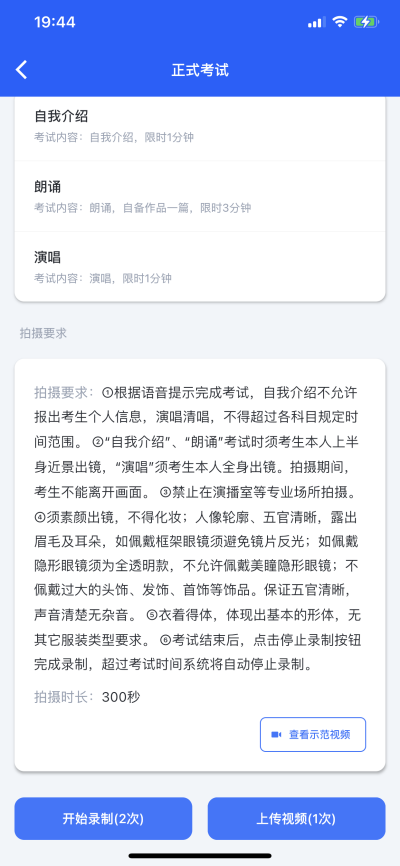 19:44
正式考试
自我介绍
考试内容：自我介绍，限时1分钟
朗诵
考试内容：朗诵，自备作品一篇，限时3分钟
演唱
考试内容：演唱，限时1分钟
拍摄要求
拍摄要求：①根据语音提示完成考试，自我介绍不允许
报出考生个人信息，演唱清唱，不得超过各科目规定时
间范围。 ②“自我介绍”、“朗诵”考试时须考生本人上半
身近景出镜，“演唱”须考生本人全身出镜。拍摄期间，
考生不能离开画面。 ③禁止在演播室等专业场所拍摄。
④须素颜出镜，不得化妆；人像轮廓、五官清晰，露出
眉毛及耳朵，如佩戴框架眼镜须避免镜片反光；如佩戴
隐形眼镜须为全透明款，不允许佩戴美瞳隐形眼镜；不
佩戴过大的头饰、发饰、首饰等饰品。保证五官清晰，
声音清楚无杂音。 ⑤衣着得体，体现出基本的形体，无
其它服装类型要求。 ⑥考试结束后，点击停止录制按钮
完成录制，超过考试时间系统将自动停止录制。
拍摄时长：300秒
查看示范视频
开始录制(2次)
上传视频(1次)